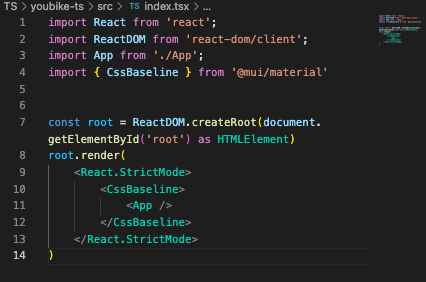 TS > youbike-ts > src > TS index.tsx > ...
1 import React from 'react';
2 import ReactDOM from 'react-dom/client';
3 import App from './App';
4 import { CssBaseline } from '@mui/material'
5
6
7 const root = ReactDOM.createRoot(document.
getElementById('root') as HTMLElement)
8 root.render(
9 <React.StrictMode>
10 <CssBaseline>
11 <App />
12 </CssBaseline>
13 </React.StrictMode>
14 )